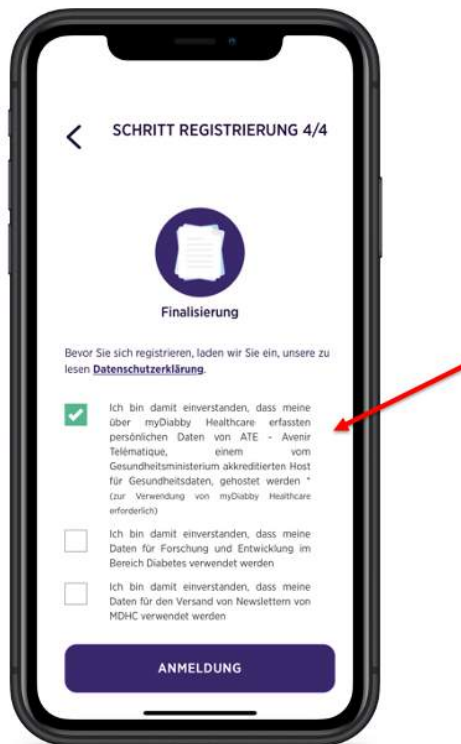 SCHRITT REGISTRIERUNG 4/4
Finalisierung
Bevor Sie sich registrieren, laden wir Sie ein, unsere zu
lesen Datenschutzerklärung.
Ich bin damit einverstanden, dass meine
über myDiabby Healthcare erfassten
persönlichen Daten von ATE - Avenir
Télématique, einem vom
Gesundheitsministerium akkreditierten Host
für Gesundheitsdaten, gehostet werden *
(zur Verwendung von myDiabby Healthcare
erforderlich)
Ich bin damit einverstanden, dass meine
Daten für Forschung und Entwicklung im
Bereich Diabetes verwendet werden
Ich bin damit einverstanden, dass meine
Daten für den Versand von Newslettern von
MDHC verwendet werden
ANMELDUNG